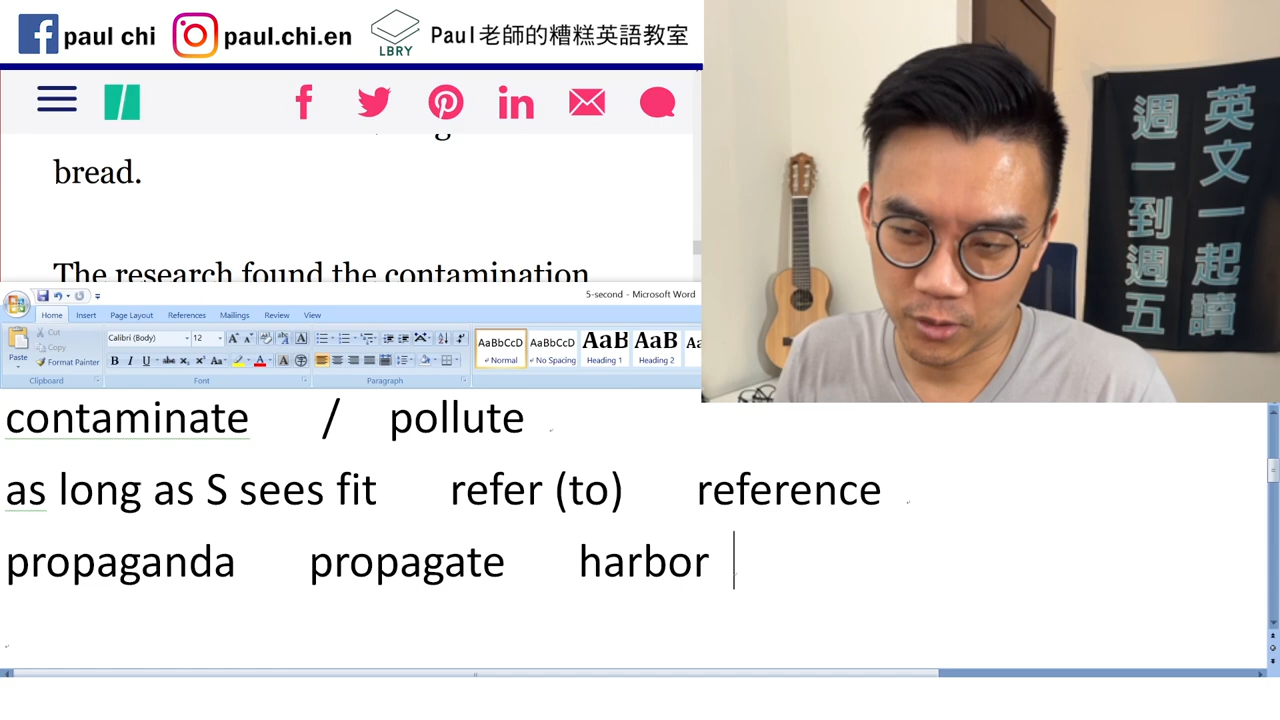 paul chi paul.chi.en LBRY Paul老師的糟糕英語教室
bread.
The research found the contamination
5-second - Microsoft Word
Home Insert Page Layout References Mailings Review View
Paste Cut
Copy
Format Painter
Clipboard
Calibri (Body) 12
Font
Paragraph
AaBbCcD AaBbCcD AaB AaB
Normal No Spacing Heading 1 Heading 2
contaminate / pollute
as long as S sees fit refer (to) reference
propaganda propagate harbor
英文一起讀
週一到週五